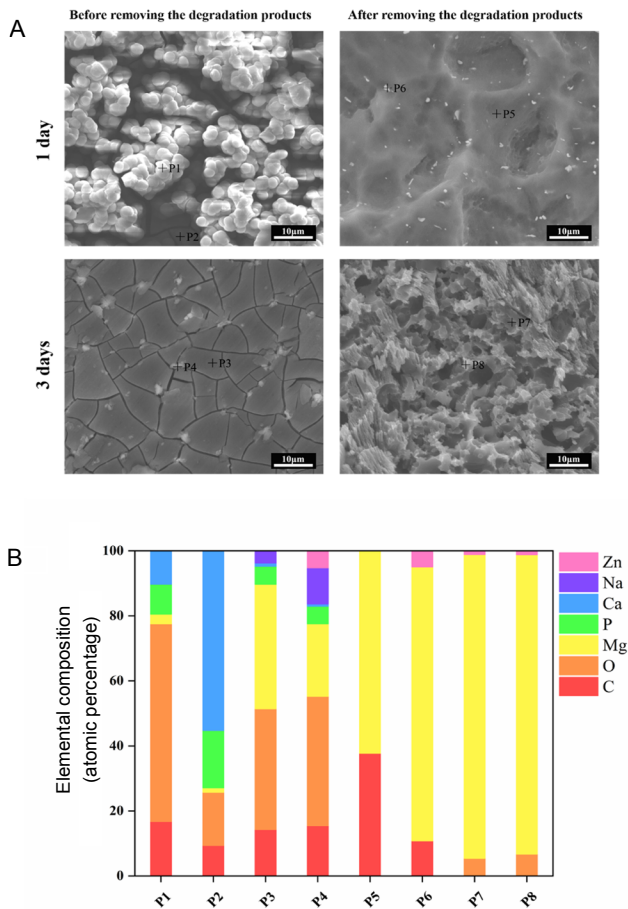 A
Before removing the degradation products
After removing the degradation products
1 day
P1
P2
10μm
P6
P5
10μm
3 days
P4
P3
10μm
P7
P8
10μm
B
Elemental composition
(atomic percentage)
100
80
60
40
20
0
P1 P2 P3 P4 P5 P6 P7 P8
Zn
Na
Ca
P
Mg
O
C